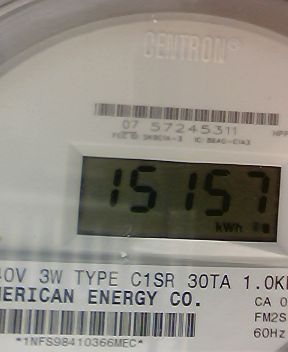 CENTRON®
07 57245311
15157
kWh
40V 3W TYPE C1SR 30TA 1.0K
MERICAN ENERGY CO.
CA 0
FM2S
60Hz
*1NFS98410366MEC*